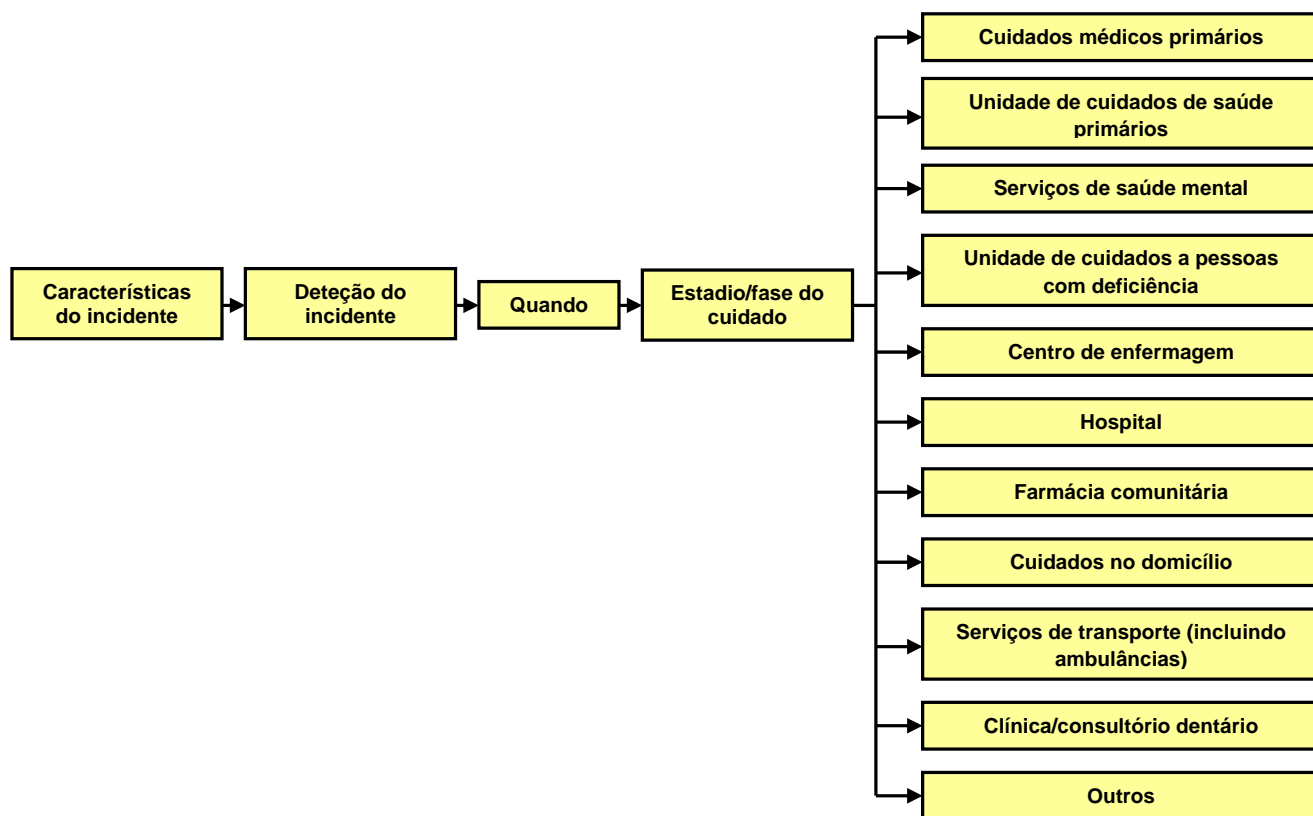 Características
do incidente
Deteção do
incidente
Quando
Estadio/fase do
cuidado
Cuidados médicos primários
Unidade de cuidados de saúde
primários
Serviços de saúde mental
Unidade de cuidados a pessoas
com deficiência
Centro de enfermagem
Hospital
Farmácia comunitária
Cuidados no domicílio
Serviços de transporte (incluindo
ambulâncias)
Clínica/consultório dentário
Outros